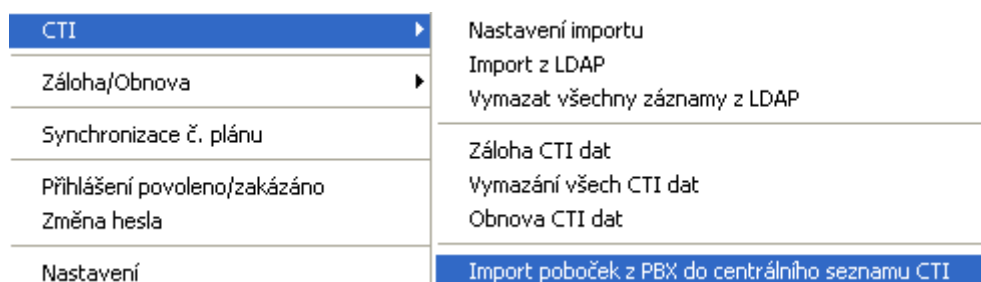 CTI
Záloha/Obnova
Synchronizace č. plánu
Přihlášení povoleno/zakázáno
Změna hesla
Nastavení
Nastavení importu
Import z LDAP
Vymazat všechny záznamy z LDAP
Záloha CTI dat
Vymazání všech CTI dat
Obnova CTI dat
Import poboček z PBX do centrálního seznamu CTI